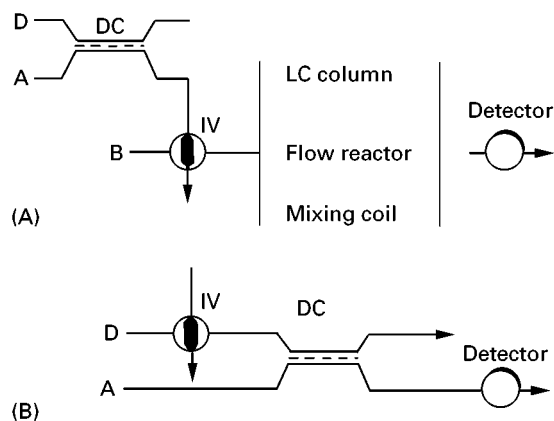 D
DC
A
LC column
IV
Detector
B
Flow reactor
Mixing coil
(A)
IV
DC
D
Detector
A
(B)